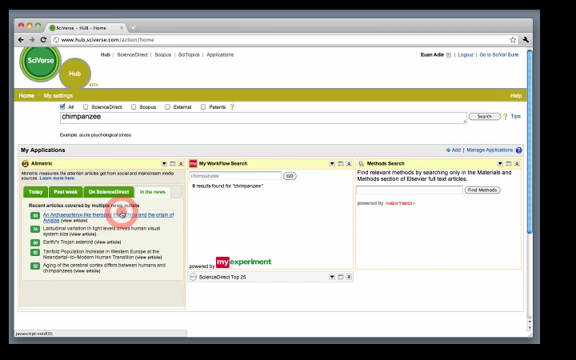 SciVerse – HUB – Home
www.hub.sciverse.com/action/home
SciVerse
Hub
BETA
Hub | ScienceDirect | Scopus | SciTopics | Applications
Euan Adie
Logout
Go to SciVal Suite
Home
My settings
Help
All
ScienceDirect
Scopus
External
Patents
?
chimpanzee
Search
?
Tips
Example: acute psychological stress
My Applications
Add
Manage Applications
Altmetric
Altmetric measures the attention articles get from social and mainstream media
sources. Learn more here.
Today
Past week
On ScienceDirect
In the news
Recent articles covered by multiple news outlets
An Archaeopteryx-like theropod from China and the origin of
Avialae (view article)
Latitudinal variation in light levels drives human visual
system size (view article)
Earth's Trojan asteroid (view article)
Tenfold Population Increase in Western Europe at the
Neandertal-to-Modern Human Transition (view article)
Aging of the cerebral cortex differs between humans and
chimpanzees (view article)
my
My WorkFlow Search
chimpanzee
GO
0 results found for "chimpanzee".
powered by
my experiment
ScienceDirect Top 25
Methods Search
Find relevant methods by searching only in the Materials and
Methods section of Elsevier full text articles.
Find Methods
powered by NEXTBIO